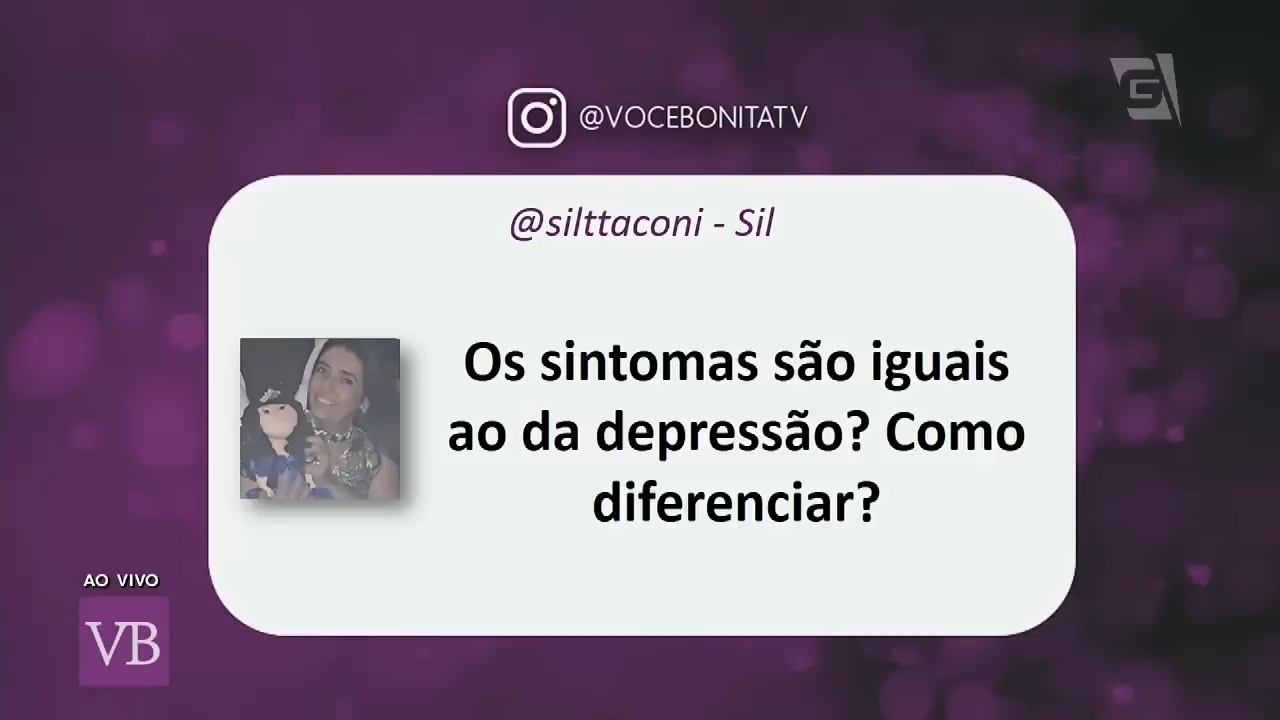 @VOCEBONITATV
@silttaconi - Sil
Os sintomas são iguais
ao da depressão? Como
diferenciar?
AO VIVO
VB